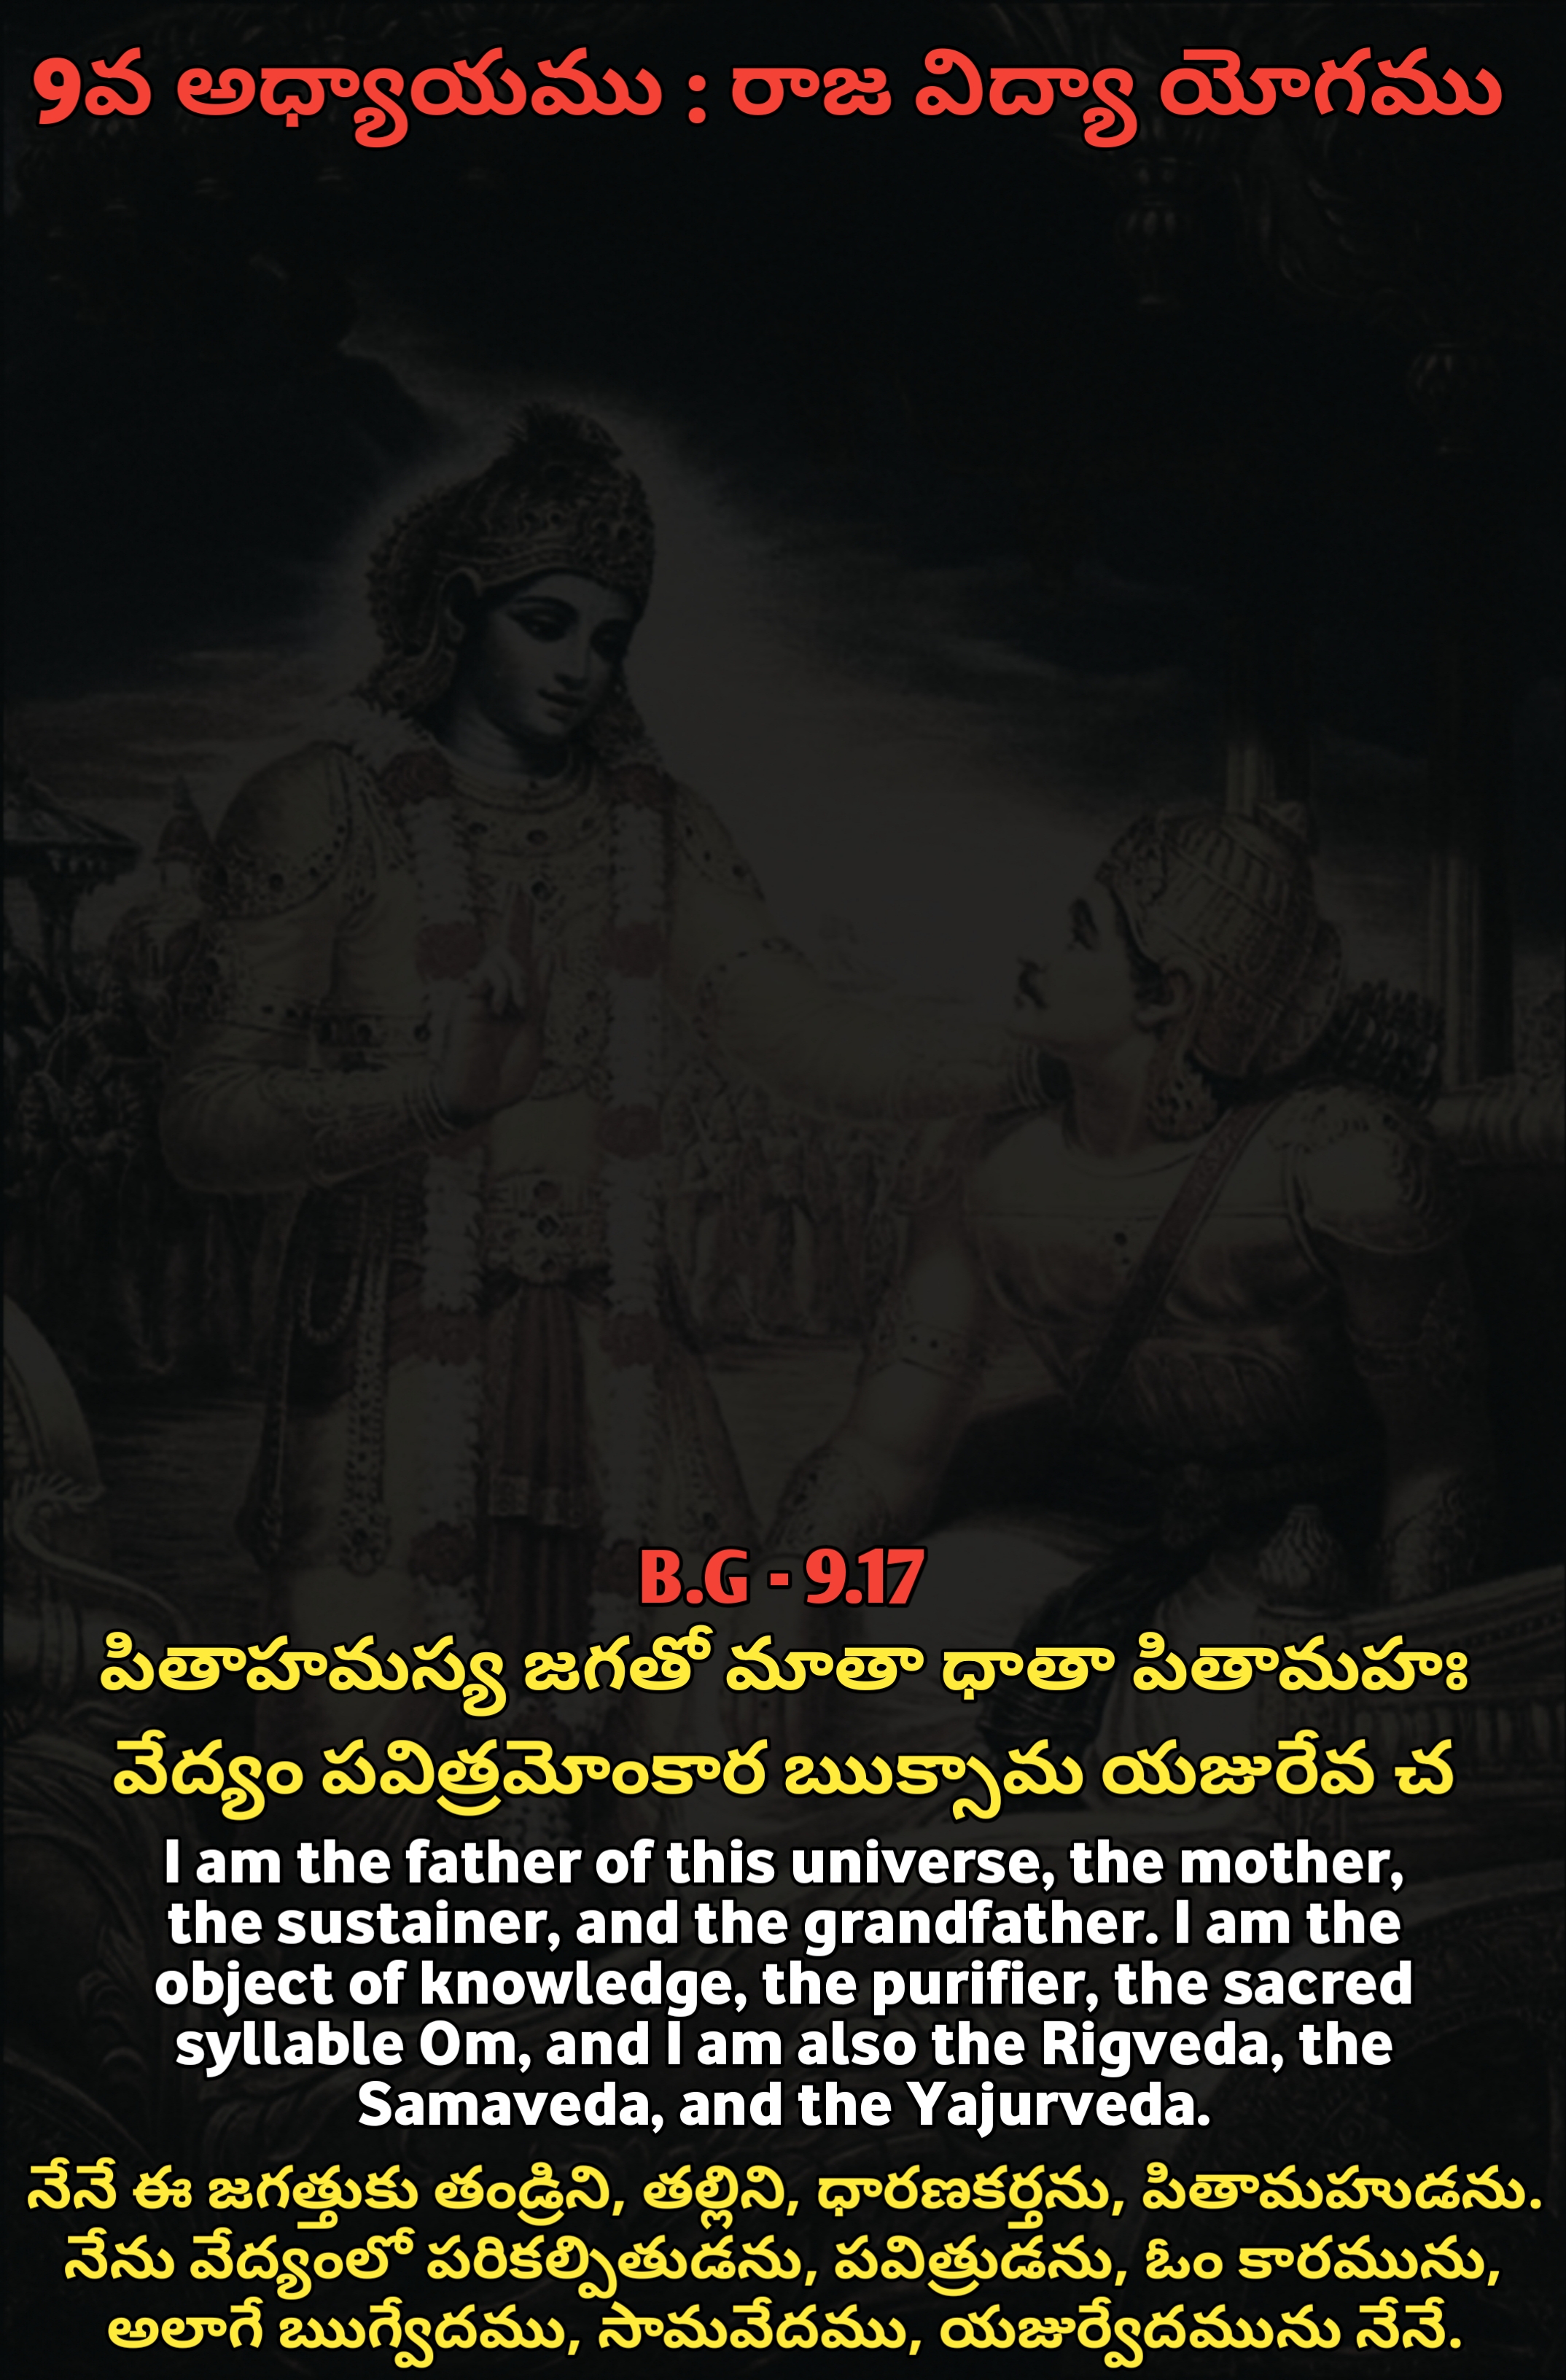 9వ అధ్యాయము : రాజ విద్యా యోగము
B.G - 9.17
పితాహమస్య జగతో మాతా ధాతా పితామహః
వేద్యం పవిత్రమోంకార ఋక్సామ యజురేవ చ
I am the father of this universe, the mother,
the sustainer, and the grandfather. I am the
object of knowledge, the purifier, the sacred
syllable Om, and I am also the Rigveda, the
Samaveda, and the Yajurveda.
నేనే ఈ జగత్తుకు తండ్రిని, తల్లిని, ధారణకర్తను, పితామహుడను.
నేను వేద్యంలో పరికల్పితుడను, పవిత్రుడను, ఓం కారమును,
అలాగే ఋగ్వేదము, సామవేదము, యజుర్వేదమును నేనే.